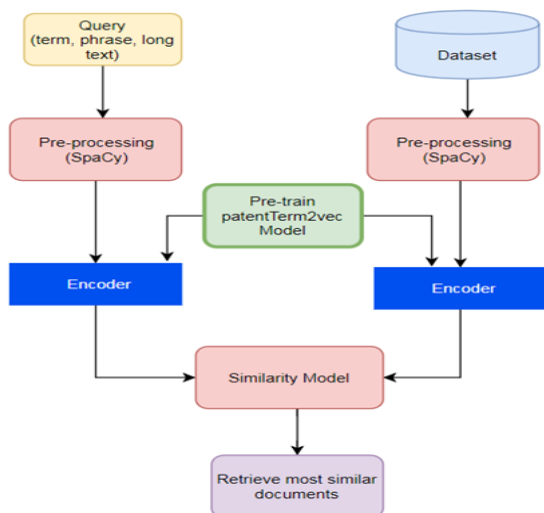 Query
(term, phrase, long
text)
Dataset
Pre-processing
(SpaCy)
Pre-processing
(SpaCy)
Pre-train
patentTerm2vec
Model
Encoder
Encoder
Similarity Model
Retrieve most similar
documents